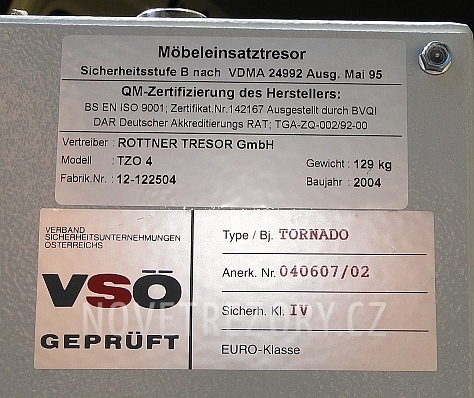 Möbeleinsatztresor
Sicherheitsstufe B nach VDMA 24992 Ausg. Mai 95
QM-Zertifizierung des Herstellers:
BS EN ISO 9001; Zertifikat.Nr.142167 Ausgestellt durch BVQI
DAR Deutscher Akkreditierungs RAT; TGA-ZQ-002/92-00
Vertreiber : ROTTNER TRESOR GmbH
Modell : TZO 4 Gewicht : 129 kg
Fabrik.Nr. : 12-122504 Baujahr : 2004
VERBAND
SICHERHEITSUNTERNEHMUNGEN
ÖSTERREICHS
VSÖ
GEPRÜFT
Type / Bj. TORNADO
Anerk. Nr. 040607/02
Sicherh. Kl. IV
EURO-Klasse
NOVETREZORY.CZ